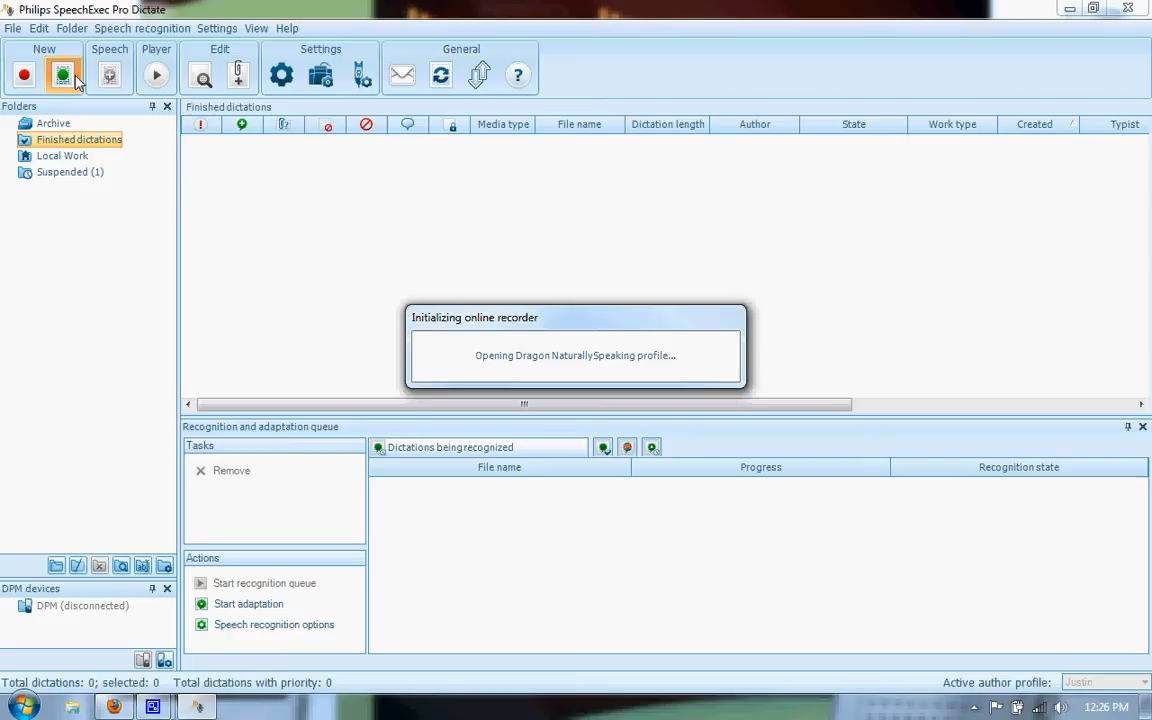 Philips SpeechExec Pro Dictate
File Edit Folder Speech recognition Settings View Help
New Speech Player Edit Settings General
Folders
Archive
Finished dictations
Local Work
Suspended (1)
Finished dictations
Media type File name Dictation length Author State Work type Created Typist
Initializing online recorder
Opening Dragon NaturallySpeaking profile...
Recognition and adaptation queue
Tasks
Remove
Dictations being recognized
File name Progress Recognition state
Actions
Start recognition queue
Start adaptation
Speech recognition options
DPM devices
DPM (disconnected)
Total dictations: 0; selected: 0 Total dictations with priority: 0 Active author profile: Justin
12:26 PM